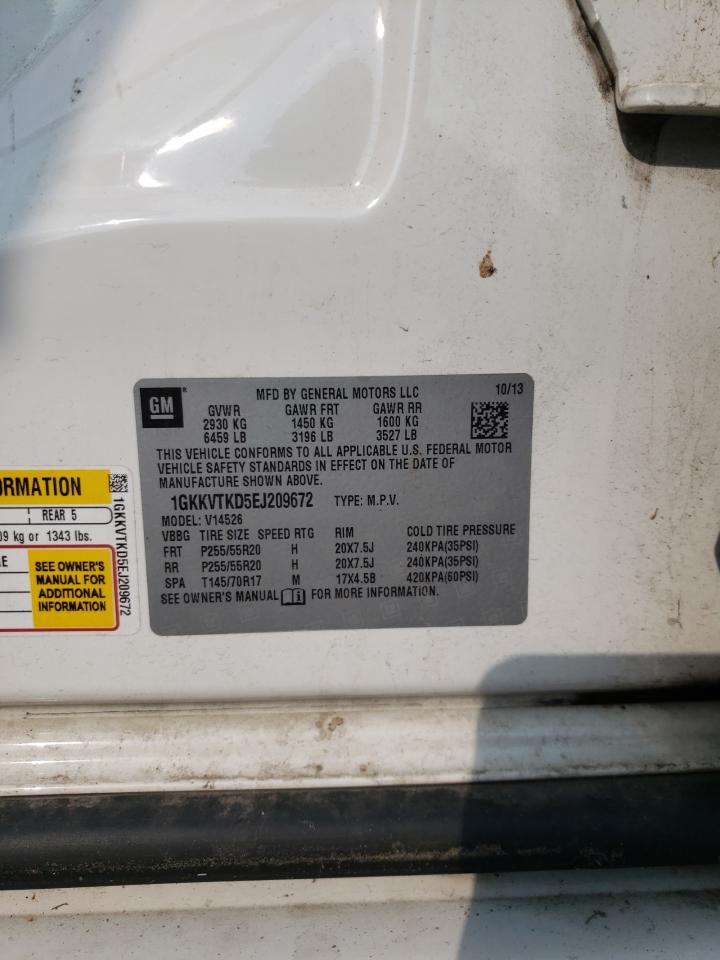 GM
MFD BY GENERAL MOTORS LLC 10/13
GVWR GAWR FRT GAWR RR
2930 KG 1450 KG 1600 KG
6459 LB 3196 LB 3527 LB
THIS VEHICLE CONFORMS TO ALL APPLICABLE U.S. FEDERAL MOTOR
VEHICLE SAFETY STANDARDS IN EFFECT ON THE DATE OF
MANUFACTURE SHOWN ABOVE.
1GKKVTKD5EJ209672 TYPE: M.P.V.
MODEL: V14526
VBBG TIRE SIZE SPEED RTG RIM COLD TIRE PRESSURE
FRT P255/55R20 H 20X7.5J 240KPA(35PSI)
RR P255/55R20 H 20X7.5J 240KPA(35PSI)
SPA T145/70R17 M 17X4.5B 420KPA(60PSI)
SEE OWNER'S MANUAL FOR MORE INFORMATION.
REAR 5
kg or 1343 lbs.
SEE OWNER'S
MANUAL FOR
ADDITIONAL
INFORMATION
1GKKVTKD5EJ209672